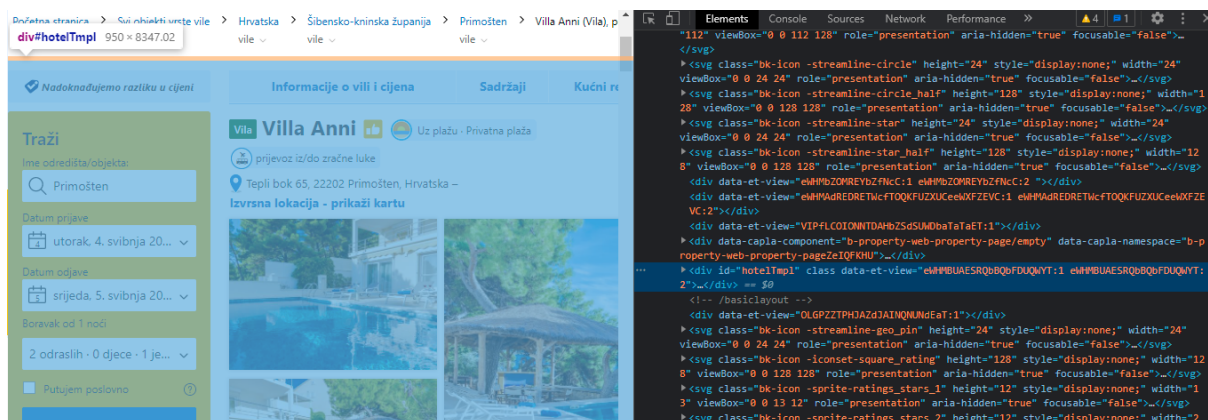 Početna stranica > Svi objekti vrste vile > Hrvatska > Šibensko-kninska županija > Primošten > Villa Anni (Vila), p
vile vile vile
div#hotelTmpl 950 × 8347.02
Nadoknađujemo razliku u cijeni
Informacije o vili i cijena Sadržaji Kućni re
Traži
Ime odredišta/objekta:
Primošten
Datum prijave
4 utorak, 4. svibnja 20...
Datum odjave
5 srijeda, 5. svibnja 20...
Boravak od 1 noći
2 odraslih · 0 djece · 1 je...
Putujem poslovno ?
Vila Villa Anni Uz plažu · Privatna plaža
prijevoz iz/do zračne luke
Tepli bok 65, 22202 Primošten, Hrvatska –
Izvrsna lokacija - prikaži kartu
Elements Console Sources Network Performance » 4 1
"112" viewBox="0 0 112 128" role="presentation" aria-hidden="true" focusable="false">…
</svg>
<svg class="bk-icon -streamline-circle" height="24" style="display:none;" width="24"
viewBox="0 0 24 24" role="presentation" aria-hidden="true" focusable="false">…</svg>
<svg class="bk-icon -streamline-circle_half" height="128" style="display:none;" width="1
28" viewBox="0 0 128 128" role="presentation" aria-hidden="true" focusable="false">…</svg>
<svg class="bk-icon -streamline-star" height="24" style="display:none;" width="24"
viewBox="0 0 24 24" role="presentation" aria-hidden="true" focusable="false">…</svg>
<svg class="bk-icon -streamline-star_half" height="128" style="display:none;" width="12
8" viewBox="0 0 128 128" role="presentation" aria-hidden="true" focusable="false">…</svg>
<div data-et-view="eWHMbZOMREYbZfNcC:1 eWHMbZOMREYbZfNcC:2 "></div>
<div data-et-view="eWHMAdREDRETWcfTOQKFUZXUCeeWXFZEVC:1 eWHMAdREDRETWcfTOQKFUZXUCeeWXFZE
VC:2"></div>
<div data-et-view="VIPfLCOIONNTDAHbZSdSUWDbaTaTaET:1"></div>
<div data-capla-component="b-property-web-property-page/empty" data-capla-namespace="b-p
roperty-web-property-pageZeIQFKHU">…</div>
<div id="hotelTmpl" class data-et-view="eWHMBUAESRQbBQbFDUQWYT:1 eWHMBUAESRQbBQbFDUQWYT:
2">…</div> == $0
<!-- /basiclayout -->
<div data-et-view="OLGPZZTPHJAZdJAINQNUNdEaT:1"></div>
<svg class="bk-icon -streamline-geo_pin" height="24" style="display:none;" width="24"
viewBox="0 0 24 24" role="presentation" aria-hidden="true" focusable="false">…</svg>
<svg class="bk-icon -iconset-square_rating" height="128" style="display:none;" width="12
8" viewBox="0 0 128 128" role="presentation" aria-hidden="true" focusable="false">…</svg>
<svg class="bk-icon -sprite-ratings_stars_1" height="12" style="display:none;" width="1
3" viewBox="0 0 13 12" role="presentation" aria-hidden="true" focusable="false">…</svg>
<svg class="bk-icon -sprite-ratings_stars_2" height="12" style="display:none;" width="2